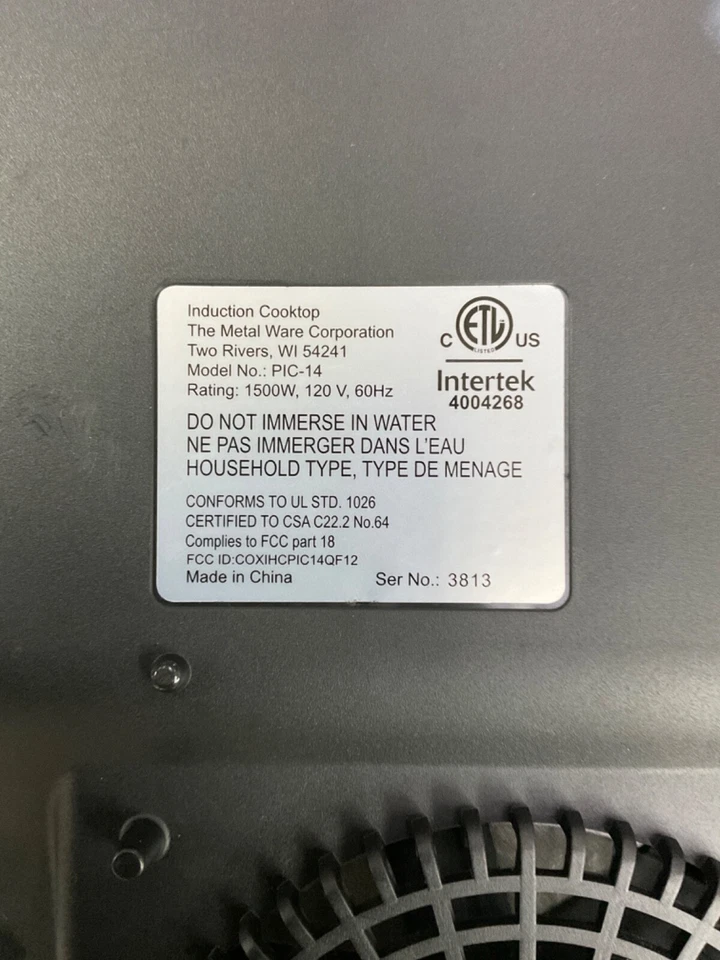 Induction Cooktop
The Metal Ware Corporation
Two Rivers, WI 54241
Model No.: PIC-14
Rating: 1500W, 120 V, 60Hz
C ETL US
LISTED
Intertek
4004268
DO NOT IMMERSE IN WATER
NE PAS IMMERGER DANS L'EAU
HOUSEHOLD TYPE, TYPE DE MENAGE
CONFORMS TO UL STD. 1026
CERTIFIED TO CSA C22.2 No.64
Complies to FCC part 18
FCC ID:COXIHCPIC14QF12
Made in China Ser No.: 3813